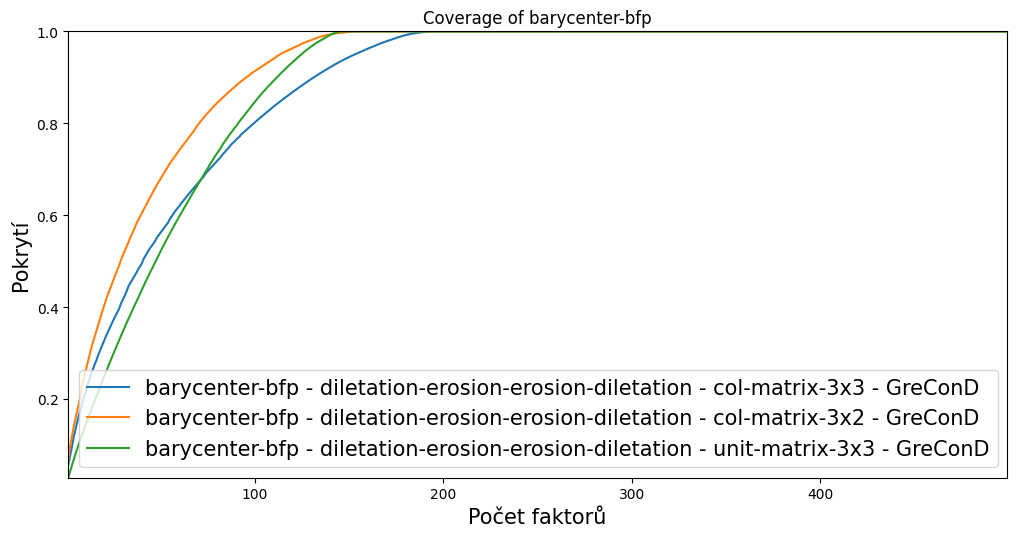 Coverage of barycenter-bfp
1.0
0.8
0.6
0.4
0.2
Pokrytí
barycenter-bfp - diletation-erosion-erosion-diletation - col-matrix-3x3 - GreConD
barycenter-bfp - diletation-erosion-erosion-diletation - col-matrix-3x2 - GreConD
barycenter-bfp - diletation-erosion-erosion-diletation - unit-matrix-3x3 - GreConD
100 200 300 400
Počet faktorů